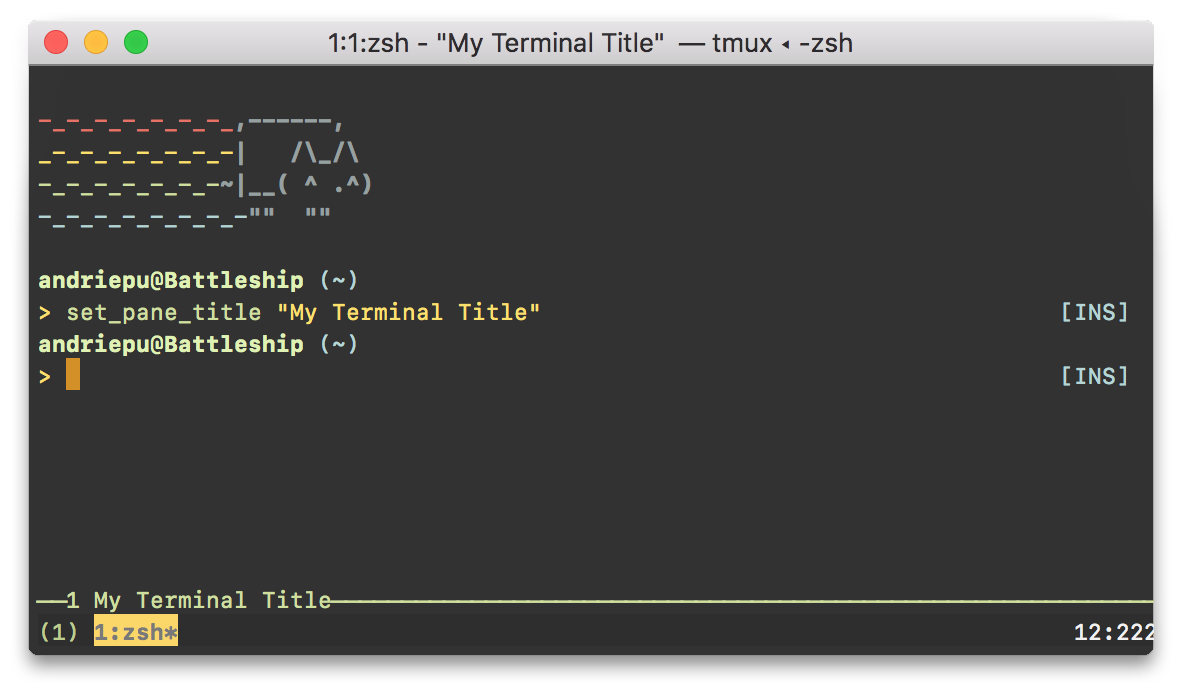 1:1:zsh - "My Terminal Title" — tmux ◂ -zsh
-_-_-_-_-_-_-_,------,
_-_-_-_-_-_-_-|   /\_/\
-_-_-_-_-_-_-~|__( ^ .^)
-_-_-_-_-_-_-_-""  ""
andriepu@Battleship (~)
> set_pane_title "My Terminal Title" [INS]
andriepu@Battleship (~)
> [INS]
1 My Terminal Title
(1) 1:zsh* 12:222